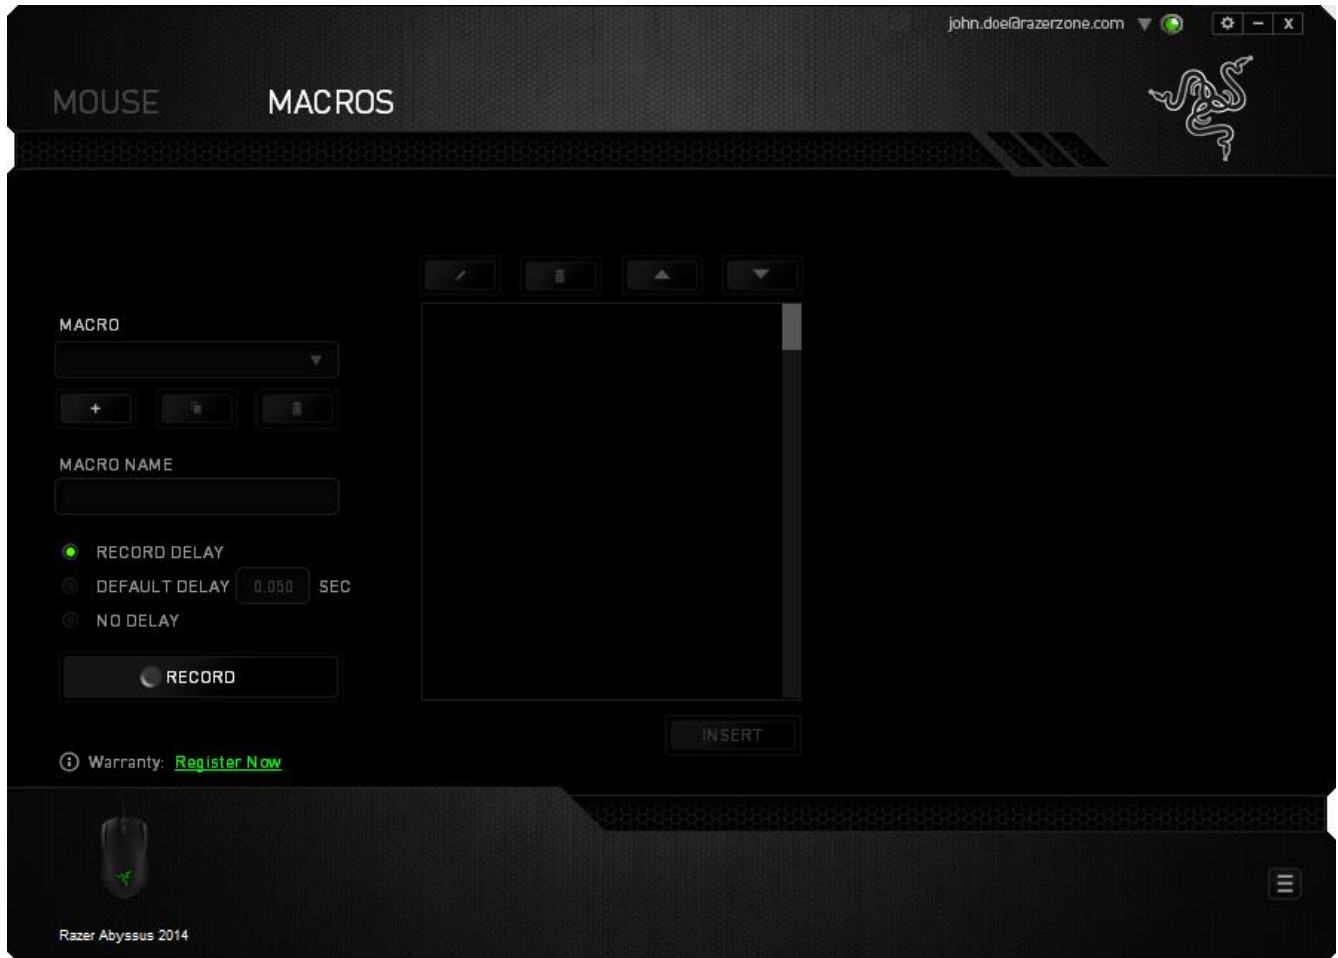 john.doe@razerzone.com
MOUSE MACROS
MACRO
MACRO NAME
RECORD DELAY
DEFAULT DELAY 0.050 SEC
NO DELAY
RECORD
INSERT
Warranty: Register Now
Razer Abyssus 2014